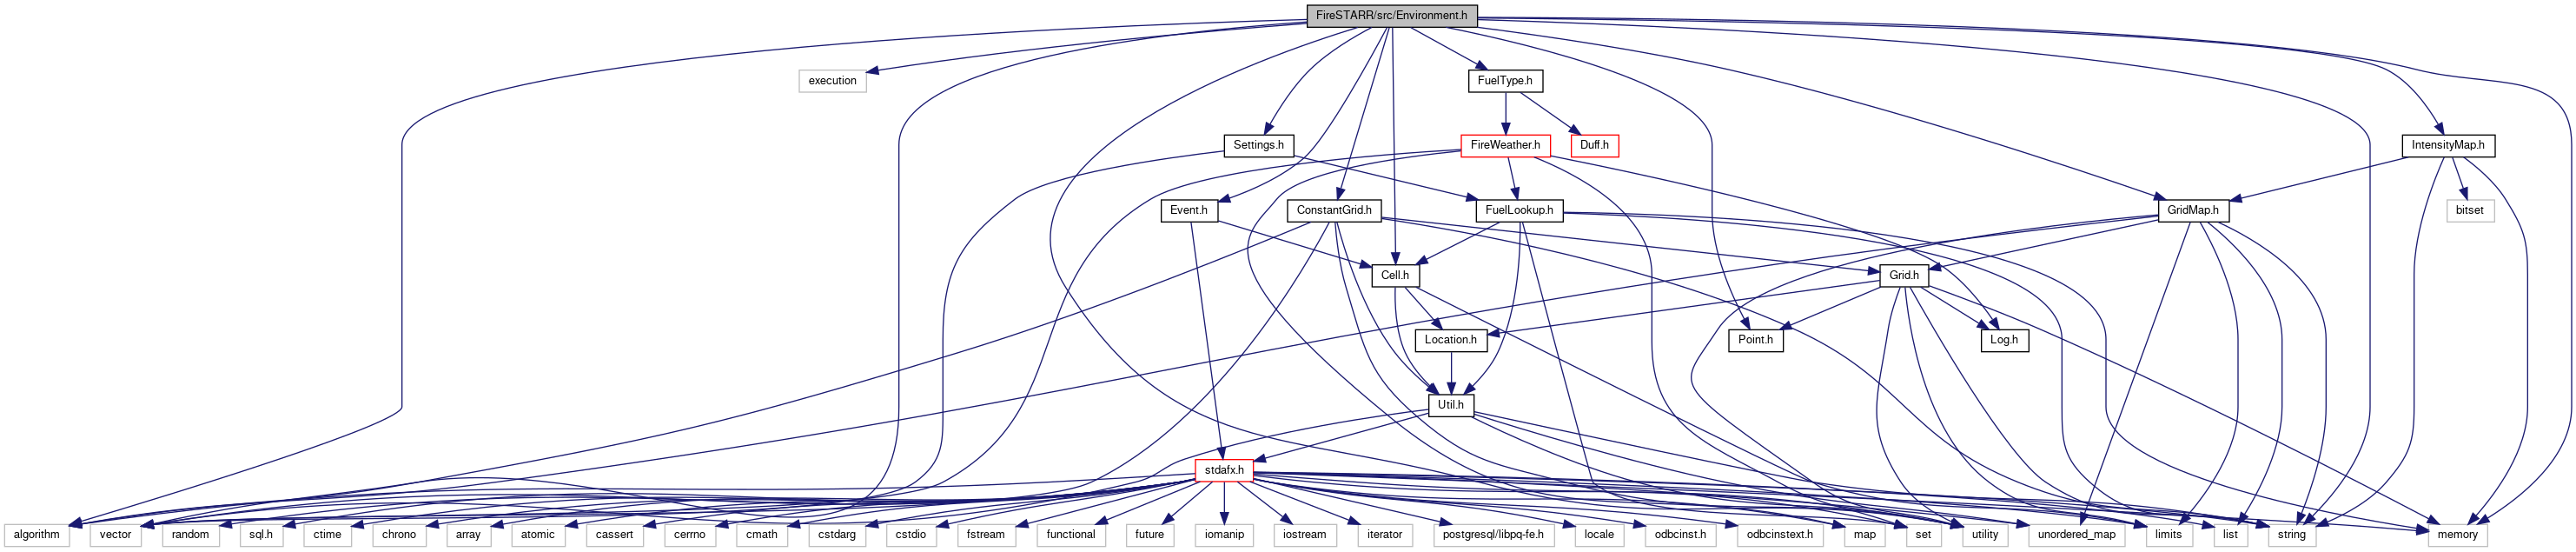 FireSTARR/src/Environment.h
execution
FuelType.h
Settings.h
FireWeather.h
Duff.h
IntensityMap.h
Event.h
ConstantGrid.h
FuelLookup.h
GridMap.h
bitset
Cell.h
Grid.h
Location.h
Point.h
Log.h
Util.h
stdafx.h
algorithm
vector
random
sql.h
ctime
chrono
array
atomic
cassert
cerrno
cmath
cstdarg
cstdio
fstream
functional
future
iomanip
iostream
iterator
postgresql/libpq-fe.h
locale
odbcinst.h
odbcinstext.h
map
set
utility
unordered_map
limits
list
string
memory